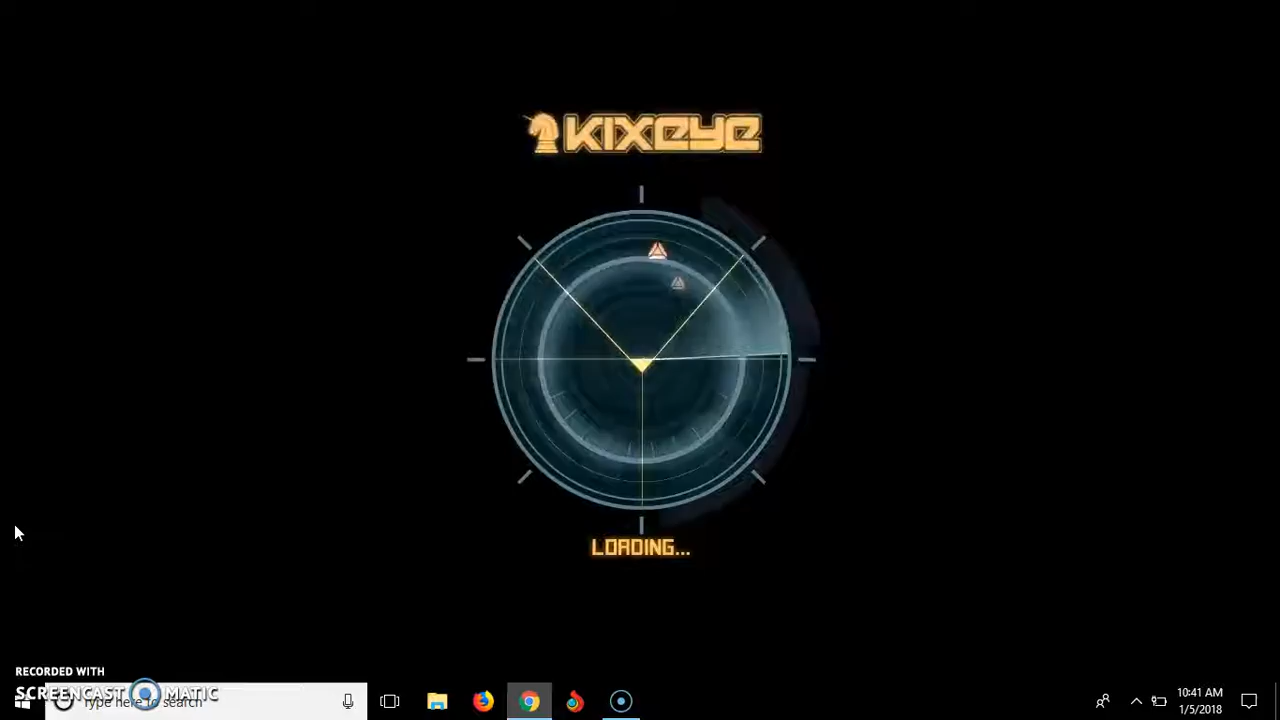 KIXEYE
LOADING...
RECORDED WITH
SCREENCAST MATIC
Type here to search
10:41 AM
1/5/2018